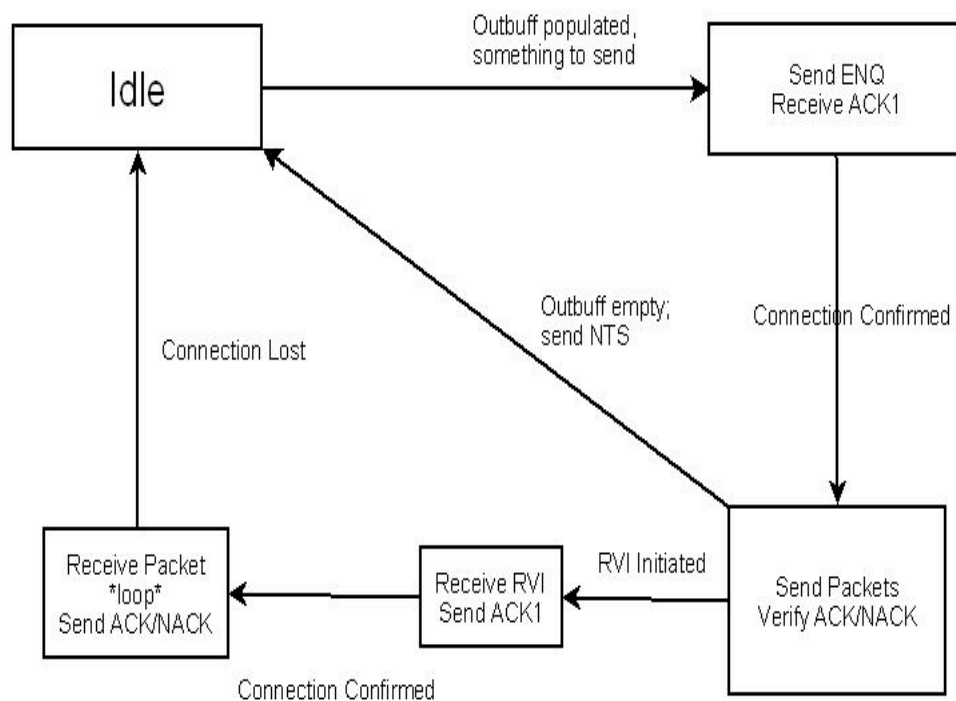 Outbuff populated,
something to send
Idle
Send ENQ
Receive ACK1
Outbuff empty;
send NTS
Connection Confirmed
Connection Lost
RVI Initiated
Receive Packet
*loop*
Send ACK/NACK
Receive RVI
Send ACK1
Send Packets
Verify ACK/NACK
Connection Confirmed